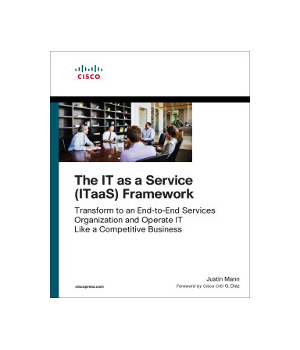 CISCO
The IT as a Service
(ITaaS) Framework
Transform to an End-to-End Services
Organization and Operate IT
Like a Competitive Business
Justin Mann
Foreword by Cisco CIO G. Diaz
ciscopress.com